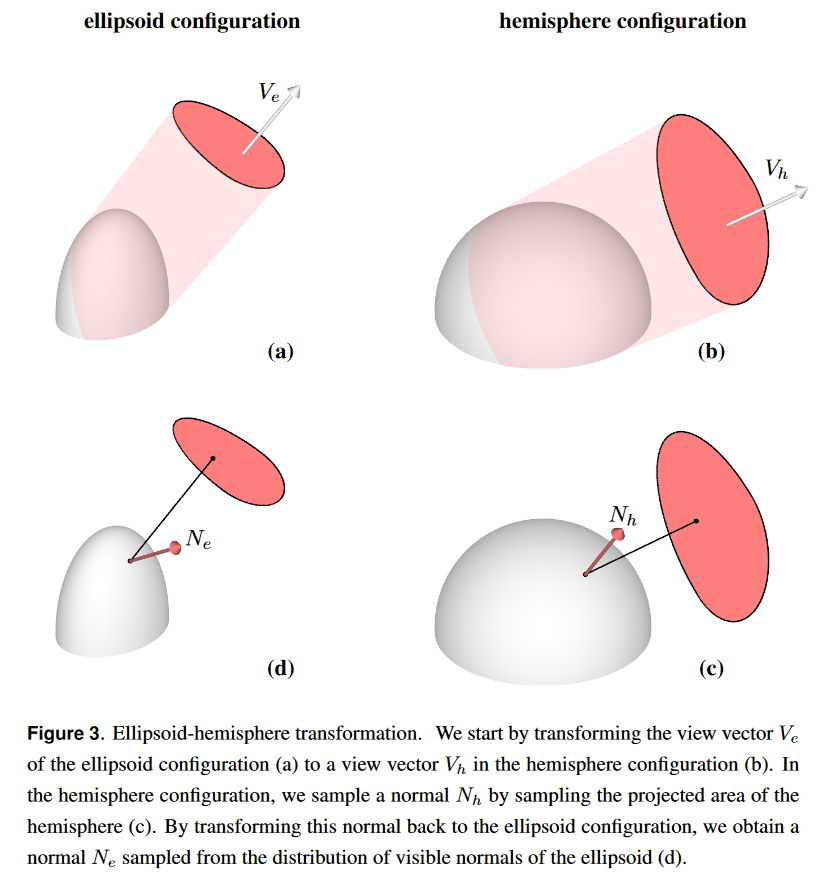 ellipsoid configuration
hemisphere configuration
V_e
V_h
(a)
(b)
N_e
N_h
(d)
(c)
Figure 3. Ellipsoid-hemisphere transformation. We start by transforming the view vector V_e
of the ellipsoid configuration (a) to a view vector V_h in the hemisphere configuration (b). In
the hemisphere configuration, we sample a normal N_h by sampling the projected area of the
hemisphere (c). By transforming this normal back to the ellipsoid configuration, we obtain a
normal N_e sampled from the distribution of visible normals of the ellipsoid (d).